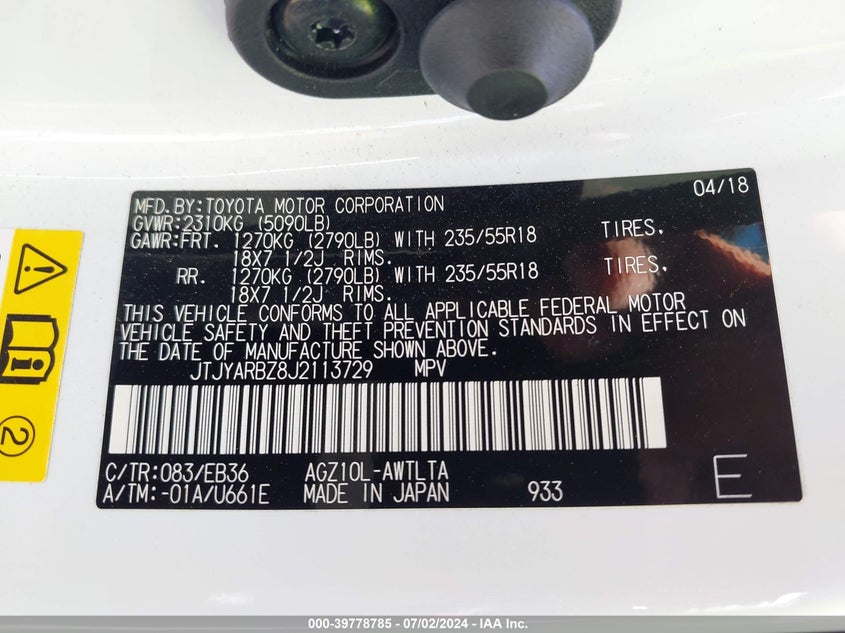 04/18
MFD. BY:TOYOTA MOTOR CORPORATION
GVWR:2310KG (5090LB)
GAWR:FRT. 1270KG (2790LB) WITH 235/55R18 TIRES,
18X7 1/2J RIMS.
RR. 1270KG (2790LB) WITH 235/55R18 TIRES,
18X7 1/2J RIMS.
THIS VEHICLE CONFORMS TO ALL APPLICABLE FEDERAL MOTOR
VEHICLE SAFETY AND THEFT PREVENTION STANDARDS IN EFFECT ON
THE DATE OF MANUFACTURE SHOWN ABOVE.
JTJYARBZ8J2113729 MPV
C/TR:083/EB36 AGZ10L-AWTLTA
A/TM:-01A/U661E MADE IN JAPAN 933 E
2
000-39778785 - 07/02/2024 - IAA, Inc.